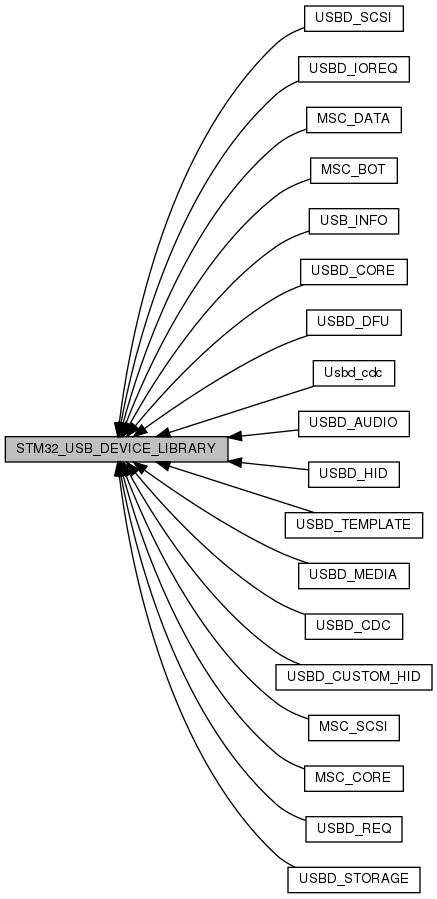 USBD_SCSI
USBD_IOREQ
MSC_DATA
MSC_BOT
USB_INFO
USBD_CORE
USBD_DFU
Usbd_cdc
USBD_AUDIO
STM32_USB_DEVICE_LIBRARY
USBD_HID
USBD_TEMPLATE
USBD_MEDIA
USBD_CDC
USBD_CUSTOM_HID
MSC_SCSI
MSC_CORE
USBD_REQ
USBD_STORAGE